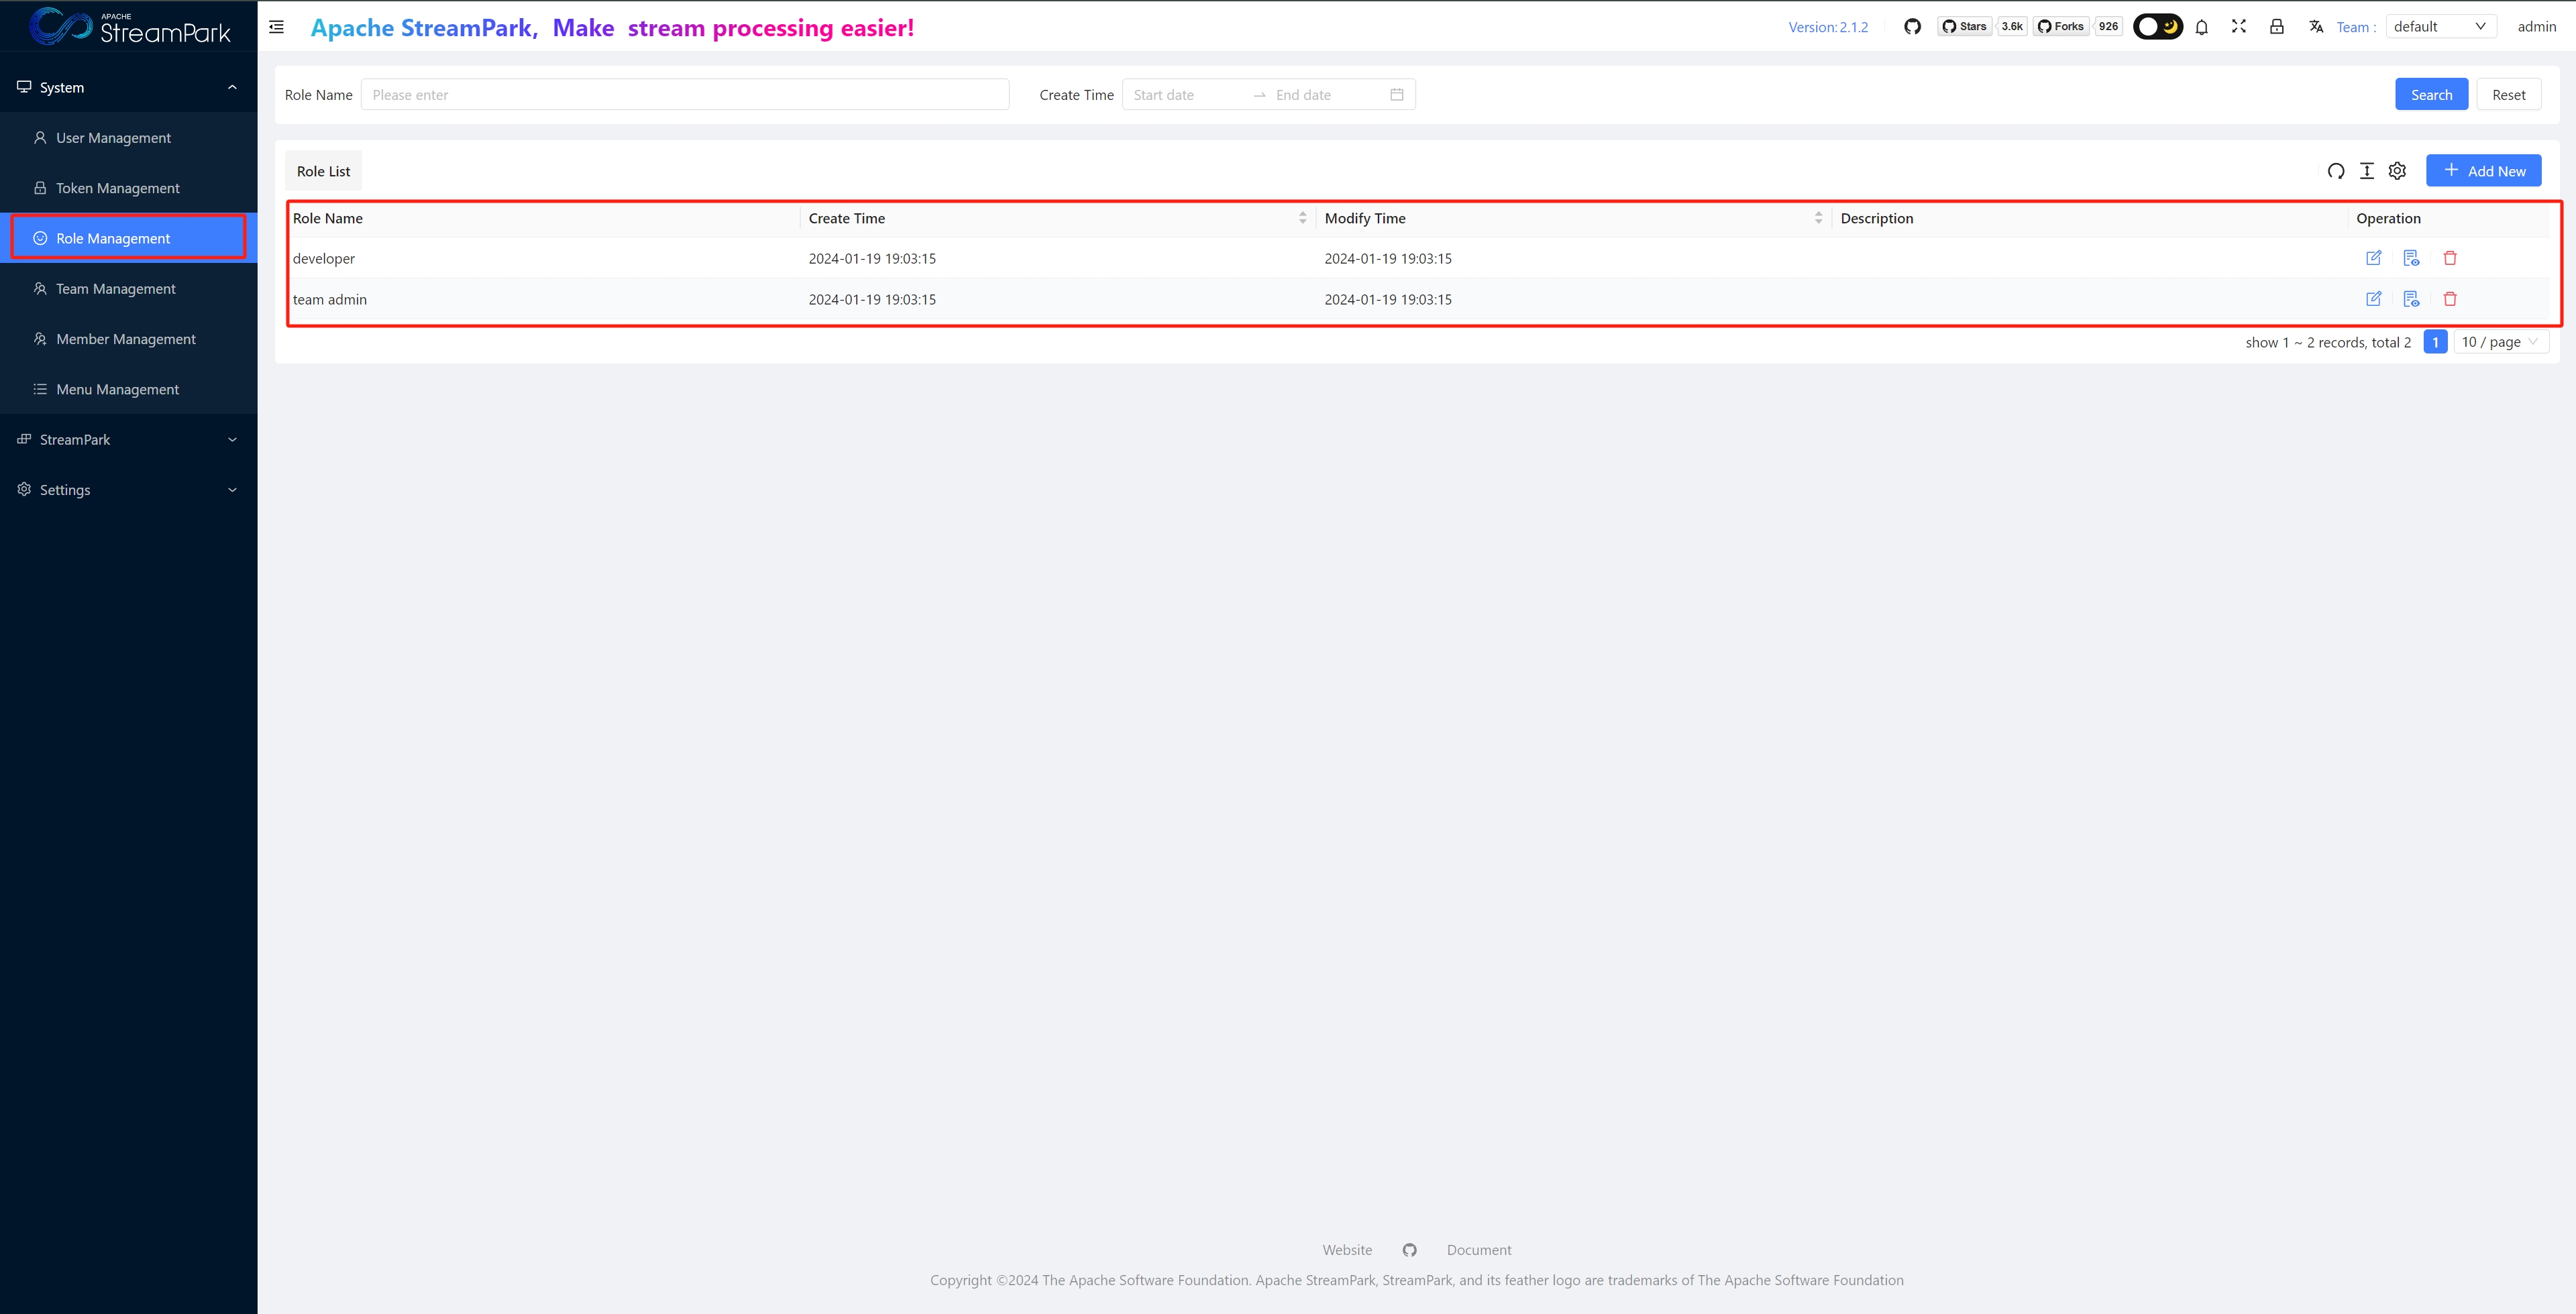 APACHE
StreamPark
Apache StreamPark, Make stream processing easier!
Version: 2.1.2
Stars 3.6k Forks 926
Team : default
admin
System
User Management
Token Management
Role Management
Team Management
Member Management
Menu Management
StreamPark
Settings
Role Name Please enter Create Time Start date End date Search Reset
Role List Add New
Role Name Create Time Modify Time Description Operation
developer 2024-01-19 19:03:15 2024-01-19 19:03:15
team admin 2024-01-19 19:03:15 2024-01-19 19:03:15
show 1 ~ 2 records, total 2 1 10 / page
Website Document
Copyright ©2024 The Apache Software Foundation. Apache StreamPark, StreamPark, and its feather logo are trademarks of The Apache Software Foundation